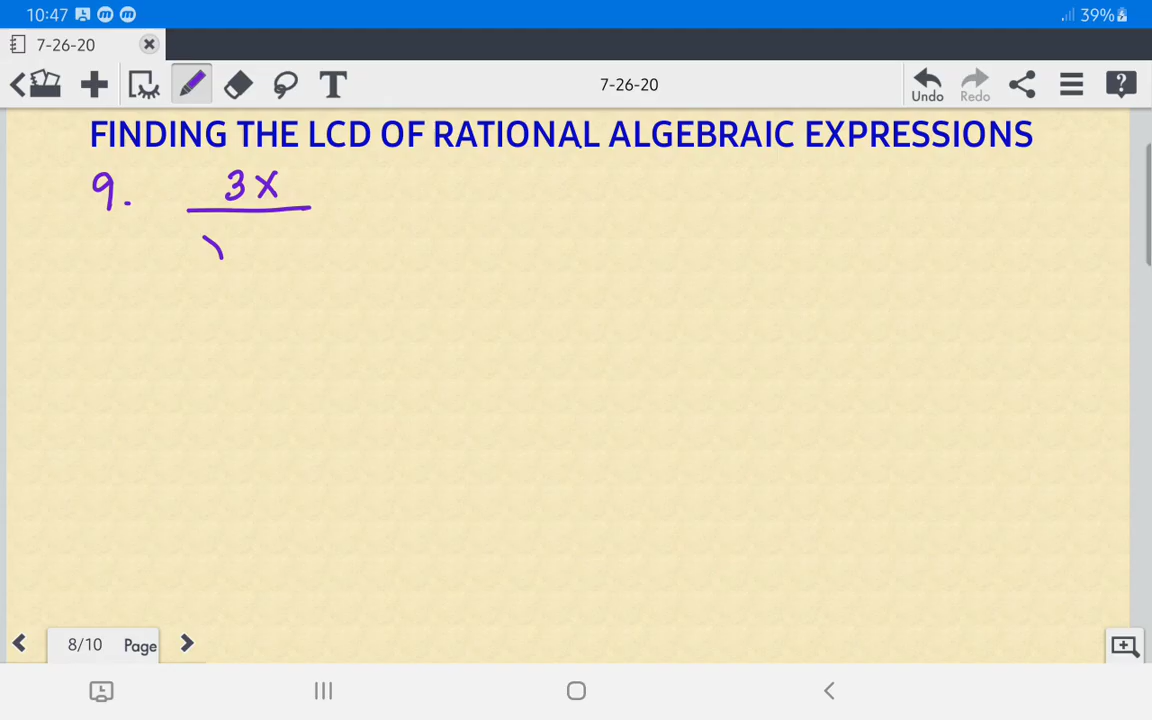 10:47 39%
7-26-20
7-26-20 Undo Redo
FINDING THE LCD OF RATIONAL ALGEBRAIC EXPRESSIONS
9. 3x
8/10 Page